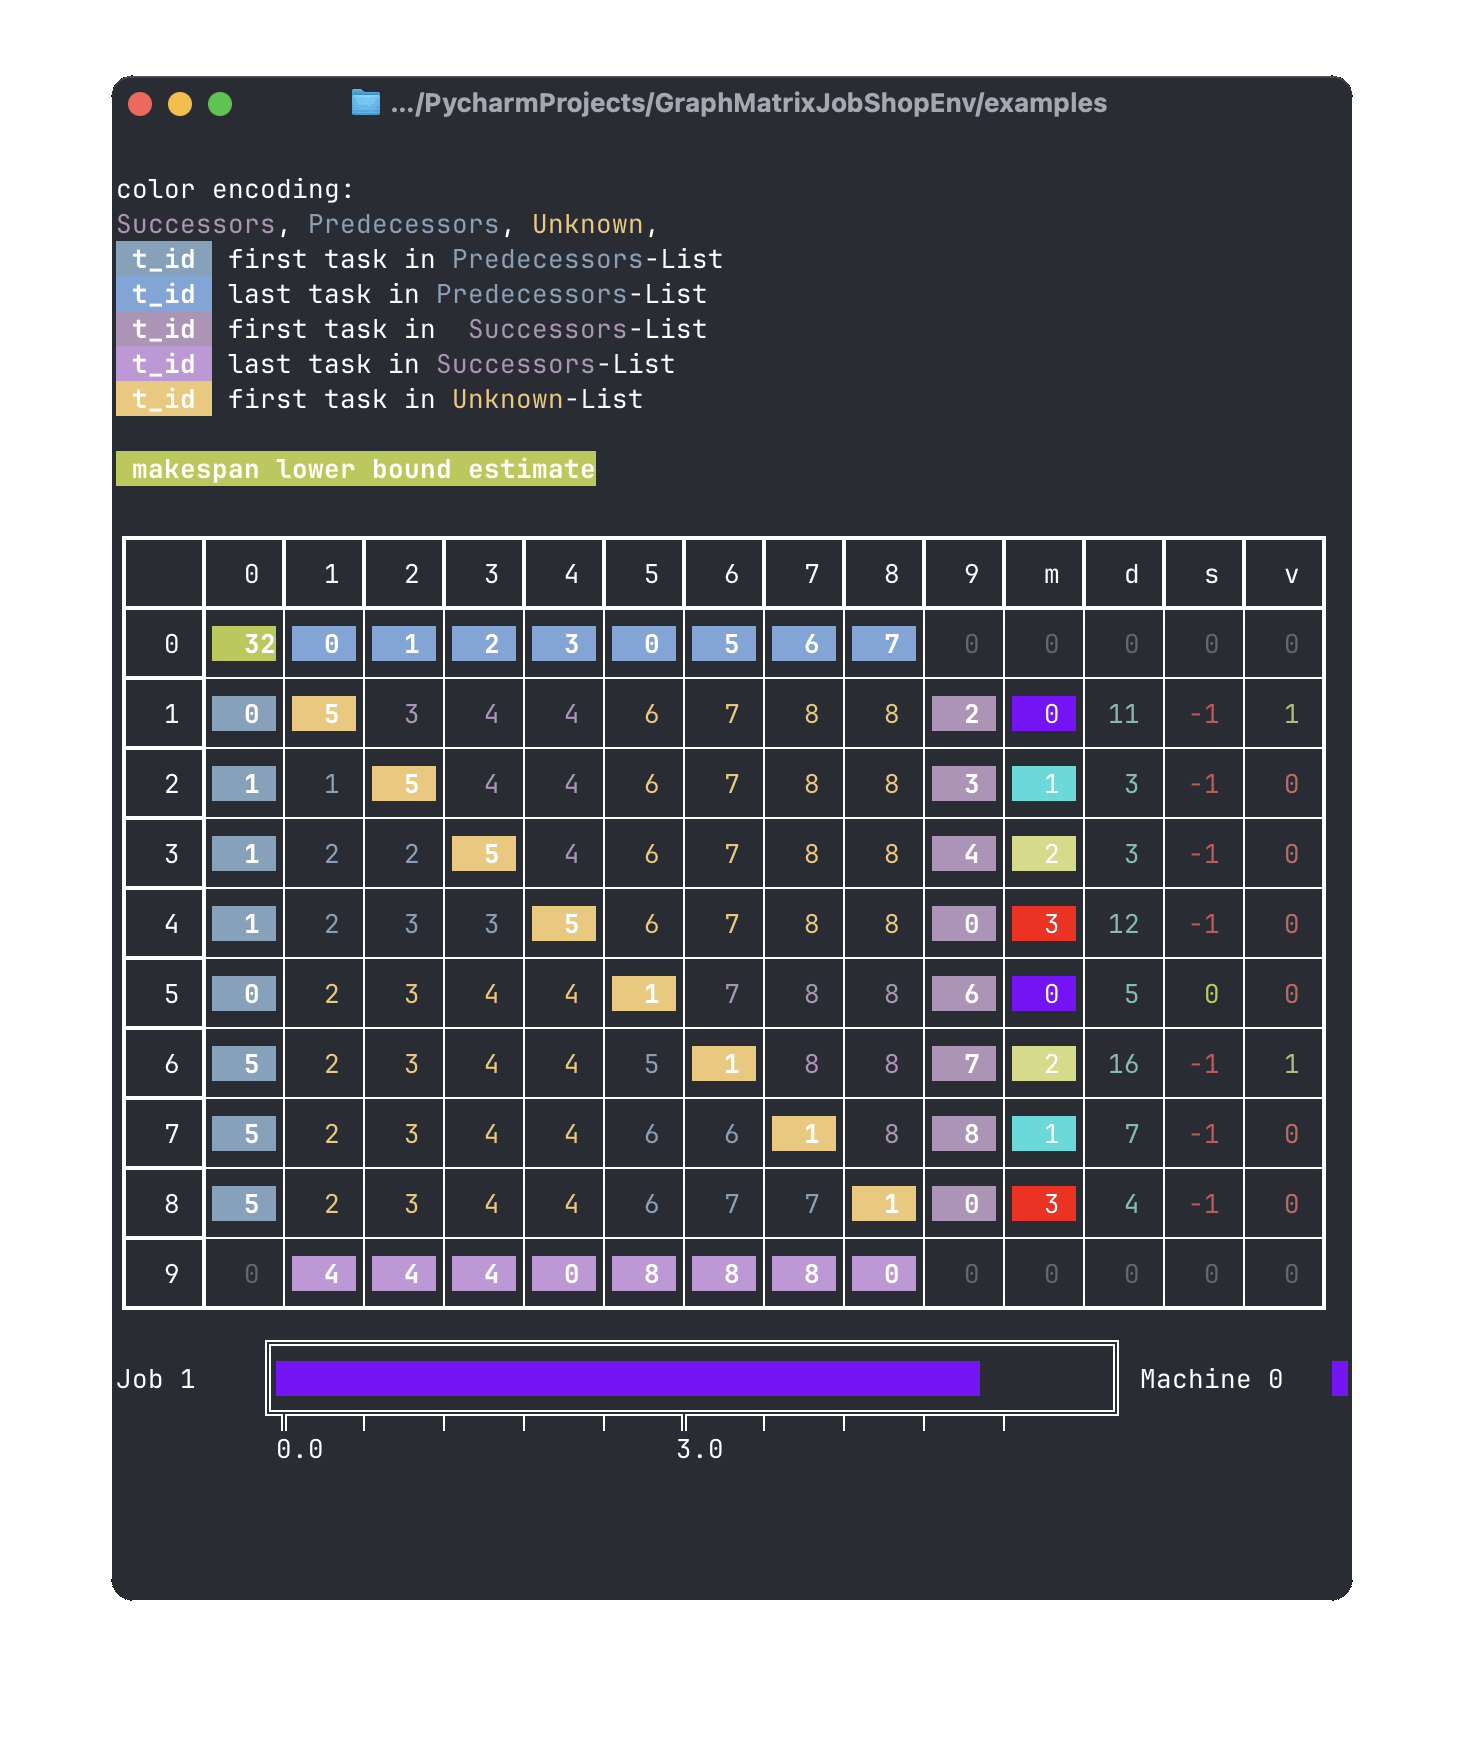 .../PycharmProjects/GraphMatrixJobShopEnv/examples
color encoding:
Successors, Predecessors, Unknown,
t_id first task in Predecessors-List
t_id last task in Predecessors-List
t_id first task in  Successors-List
t_id last task in Successors-List
t_id first task in Unknown-List
makespan lower bound estimate
0 1 2 3 4 5 6 7 8 9 m d s v
0 32 0 1 2 3 0 5 6 7 0 0 0 0 0
1 0 5 3 4 4 6 7 8 8 2 0 11 -1 1
2 1 1 5 4 4 6 7 8 8 3 1 3 -1 0
3 1 2 2 5 4 6 7 8 8 4 2 3 -1 0
4 1 2 3 3 5 6 7 8 8 0 3 12 -1 0
5 0 2 3 4 4 1 7 8 8 6 0 5 0 0
6 5 2 3 4 4 5 1 8 8 7 2 16 -1 1
7 5 2 3 4 4 6 6 1 8 8 1 7 -1 0
8 5 2 3 4 4 6 7 7 1 0 3 4 -1 0
9 0 4 4 4 0 8 8 8 0 0 0 0 0 0
Job 1 Machine 0
0.0 3.0